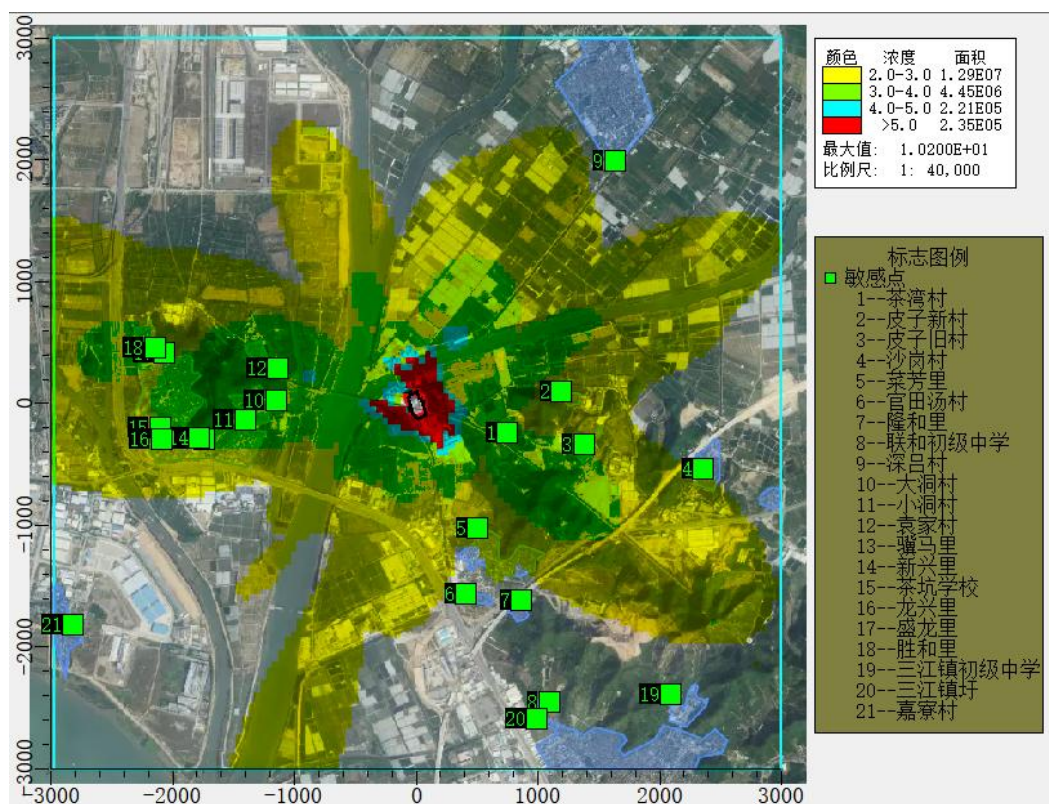 颜色 浓度 面积
2.0-3.0 1.29E07
3.0-4.0 4.45E06
4.0-5.0 2.21E05
>5.0 2.35E05
最大值: 1.0200E+01
比例尺: 1: 40,000
标志图例
敏感点
1--茶湾村
2--皮子新村
3--皮子旧村
4--沙岗村
5--菜芳里
6--官田汤村
7--隆和里
8--联和初级中学
9--深吕村
10--大洞村
11--小洞村
12--袁家村
13--骥马里
14--新兴里
15--茶坑学校
16--龙兴里
17--盛龙里
18--胜和里
19--三江镇初级中学
20--三江镇圩
21--嘉寮村
3000
2000
1000
0
-1000
-2000
-3000
9
18
12
10
11
15
16
14
2
1
3
4
5
6
7
21
8
19
20
-3000 -2000 -1000 0 1000 2000 3000